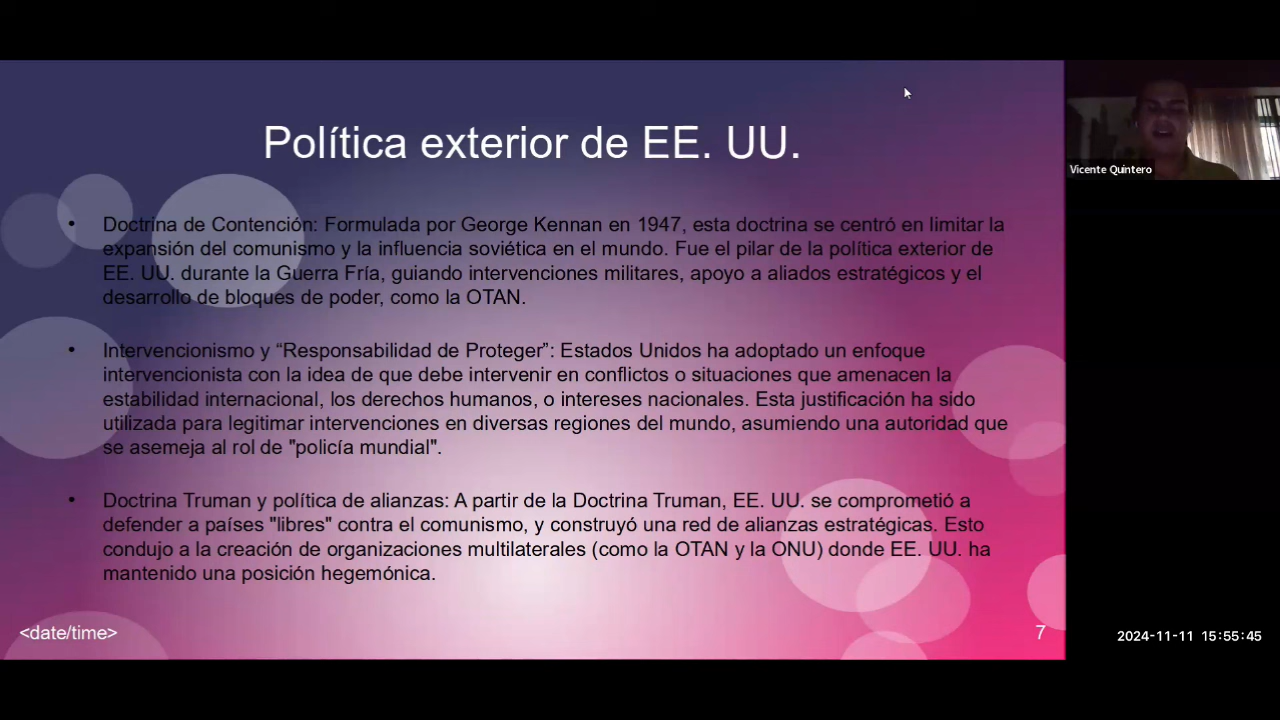 Política exterior de EE. UU.
• Doctrina de Contención: Formulada por George Kennan en 1947, esta doctrina se centró en limitar la
expansión del comunismo y la influencia soviética en el mundo. Fue el pilar de la política exterior de
EE. UU. durante la Guerra Fría, guiando intervenciones militares, apoyo a aliados estratégicos y el
desarrollo de bloques de poder, como la OTAN.
• Intervencionismo y “Responsabilidad de Proteger”: Estados Unidos ha adoptado un enfoque
intervencionista con la idea de que debe intervenir en conflictos o situaciones que amenacen la
estabilidad internacional, los derechos humanos, o intereses nacionales. Esta justificación ha sido
utilizada para legitimar intervenciones en diversas regiones del mundo, asumiendo una autoridad que
se asemeja al rol de "policía mundial".
• Doctrina Truman y política de alianzas: A partir de la Doctrina Truman, EE. UU. se comprometió a
defender a países "libres" contra el comunismo, y construyó una red de alianzas estratégicas. Esto
condujo a la creación de organizaciones multilaterales (como la OTAN y la ONU) donde EE. UU. ha
mantenido una posición hegemónica.
<date/time>
7
Vicente Quintero
2024-11-11 15:55:45